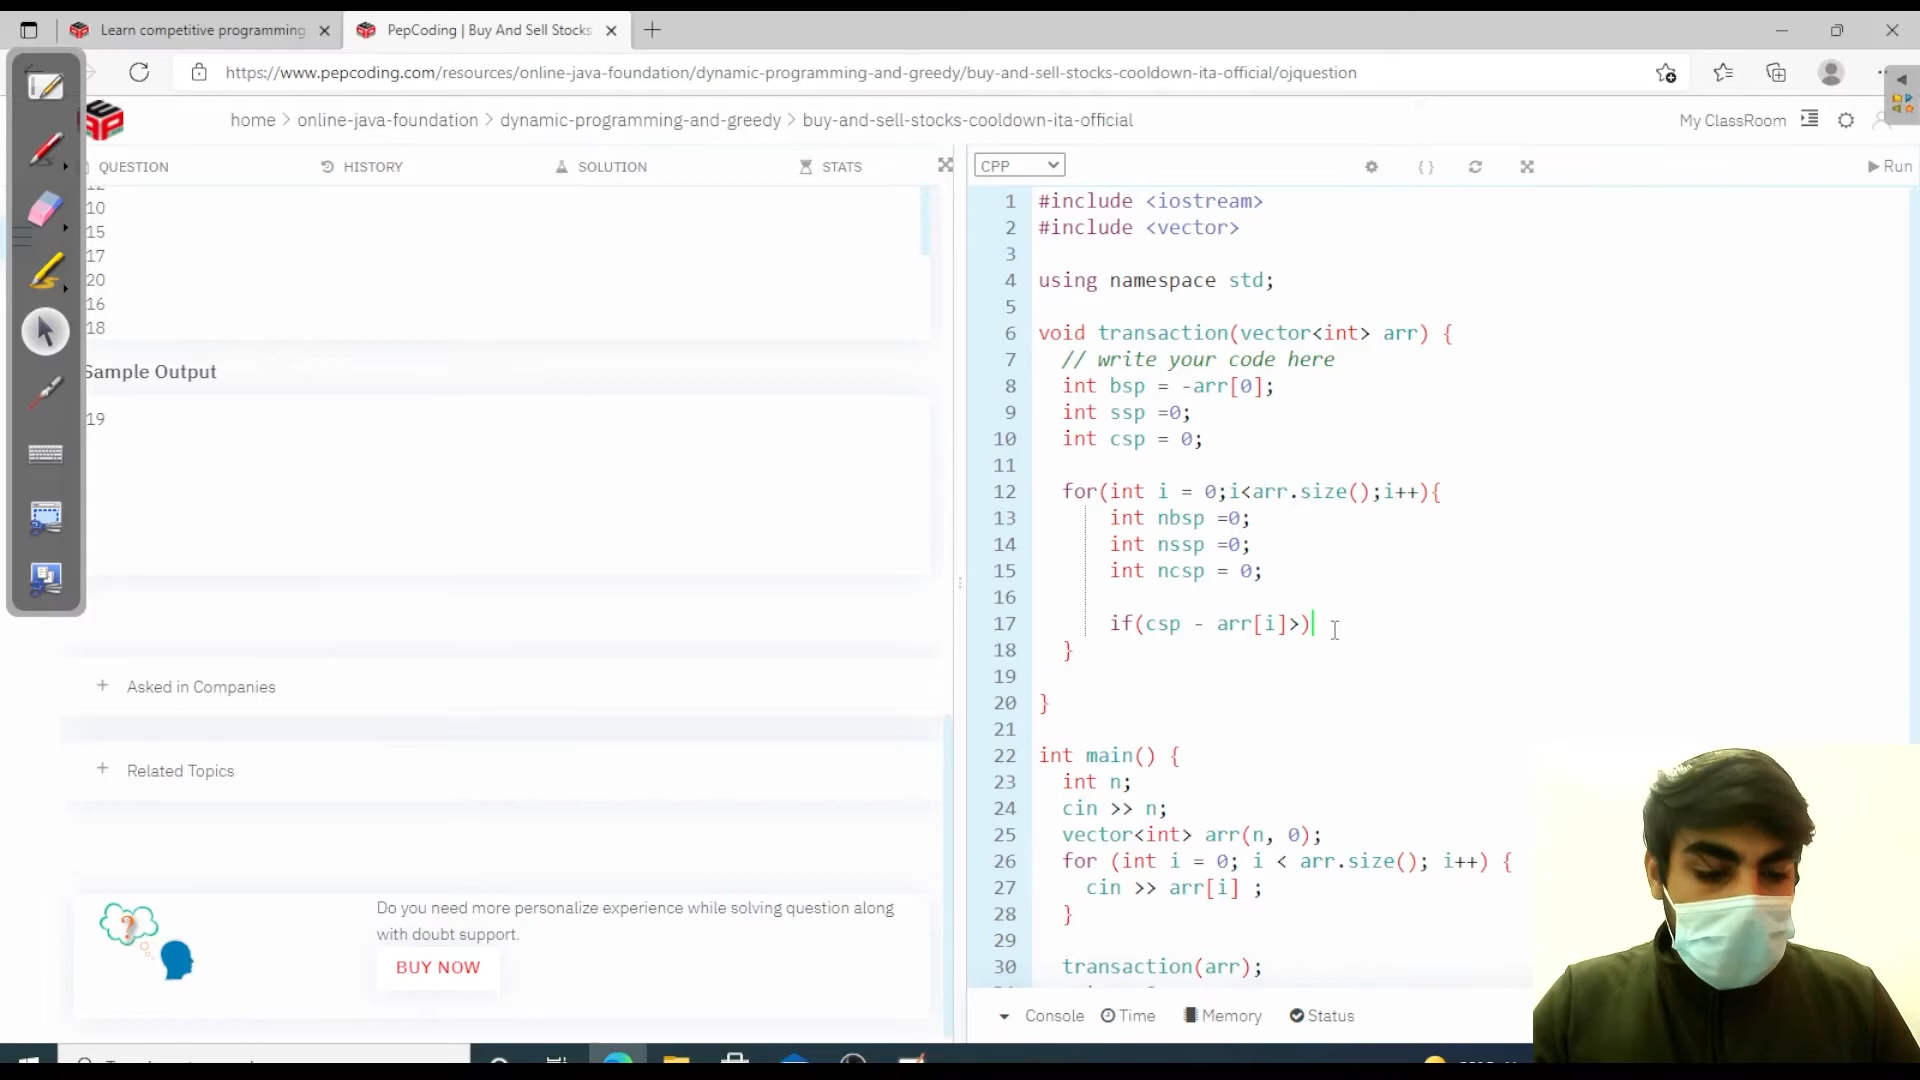 Learn competitive programming
PepCoding | Buy And Sell Stocks
https://www.pepcoding.com/resources/online-java-foundation/dynamic-programming-and-greedy/buy-and-sell-stocks-cooldown-ita-official/ojquestion
home > online-java-foundation > dynamic-programming-and-greedy > buy-and-sell-stocks-cooldown-ita-official
My ClassRoom
QUESTION HISTORY SOLUTION STATS
12
10
15
17
20
16
18
Sample Output
19
+ Asked in Companies
+ Related Topics
Do you need more personalize experience while solving question along
with doubt support.
BUY NOW
CPP { } Run
1 #include <iostream>
2 #include <vector>
3
4 using namespace std;
5
6 void transaction(vector<int> arr) {
7 // write your code here
8 int bsp = -arr[0];
9 int ssp =0;
10 int csp = 0;
11
12 for(int i = 0;i<arr.size();i++){
13 int nbsp =0;
14 int nssp =0;
15 int ncsp = 0;
16
17 if(csp - arr[i]>)
18 }
19
20 }
21
22 int main() {
23 int n;
24 cin >> n;
25 vector<int> arr(n, 0);
26 for (int i = 0; i < arr.size(); i++) {
27 cin >> arr[i] ;
28 }
29
30 transaction(arr);
Console Time Memory Status